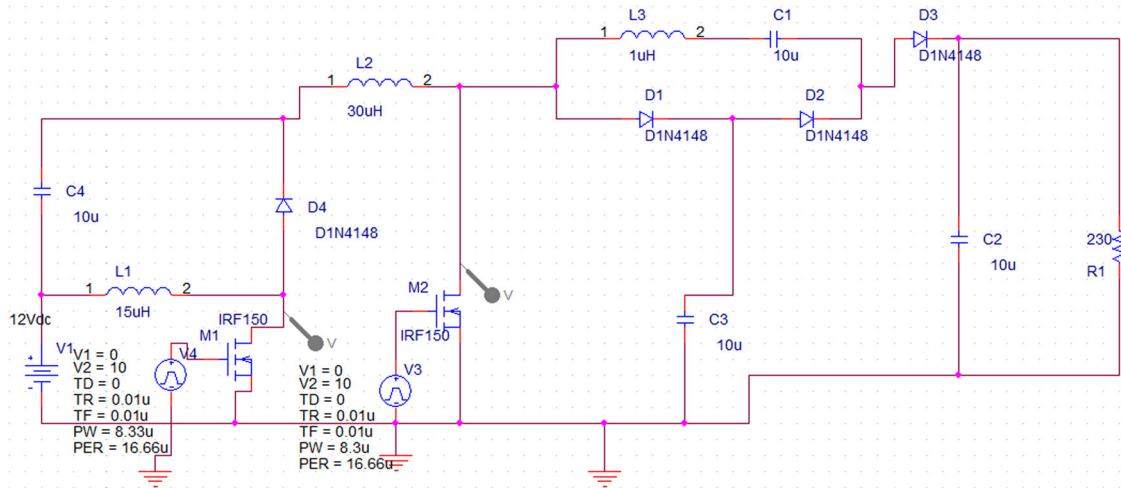 L3
C1
D3
1
2
1uH
10u
D1N4148
L2
1
2
30uH
D1
D2
D1N4148
D1N4148
C4
10u
D4
D1N4148
L1
1
2
15uH
12Vdc
V1
IRF150
M1
V4
V
M2
IRF150
V
V3
C3
10u
C2
10u
230
R1
V1 = 0
V2 = 10
TD = 0
TR = 0.01u
TF = 0.01u
PW = 8.33u
PER = 16.66u
V1 = 0
V2 = 10
TD = 0
TR = 0.01u
TF = 0.01u
PW = 8.3u
PER = 16.66u